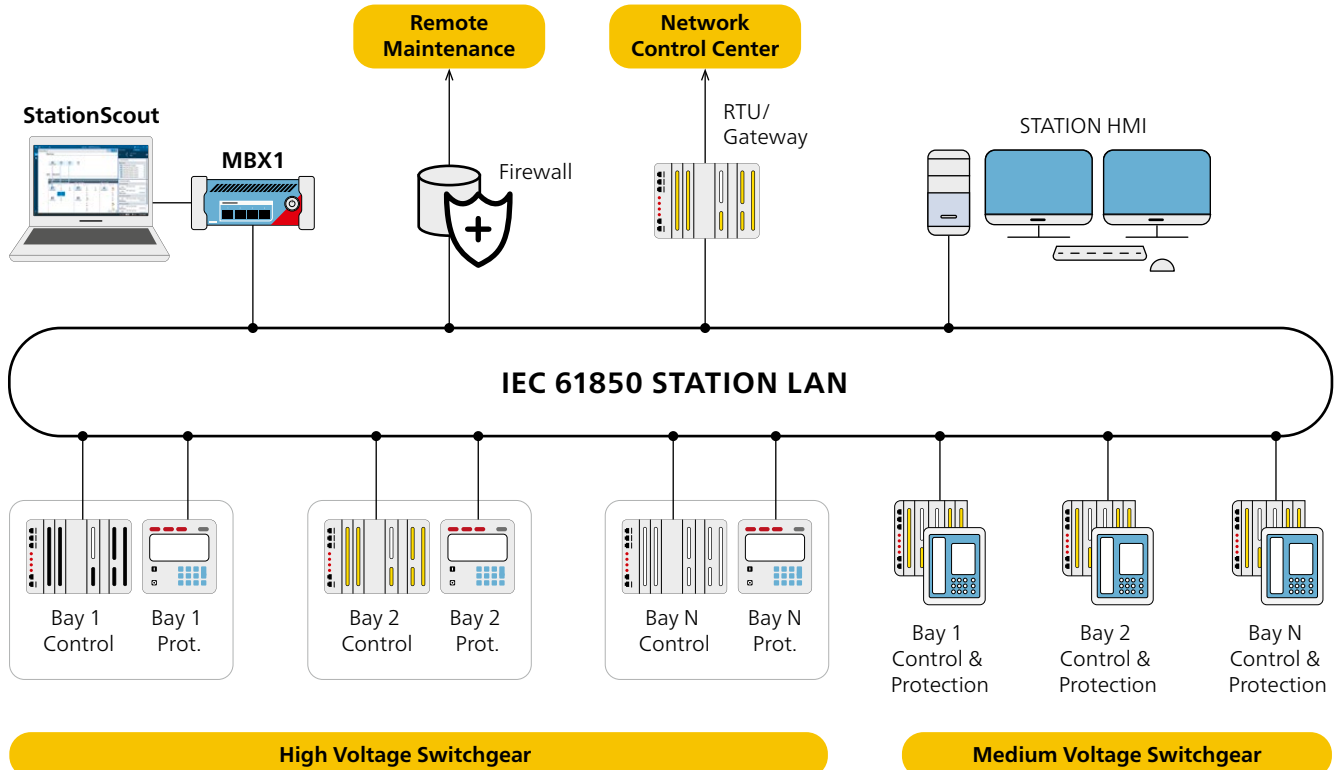 Remote
Maintenance
Network
Control Center
StationScout
MBX1
Firewall
RTU/
Gateway
STATION HMI
IEC 61850 STATION LAN
Bay 1
Control
Bay 1
Prot.
Bay 2
Control
Bay 2
Prot.
Bay N
Control
Bay N
Prot.
Bay 1
Control &
Protection
Bay 2
Control &
Protection
Bay N
Control &
Protection
High Voltage Switchgear
Medium Voltage Switchgear